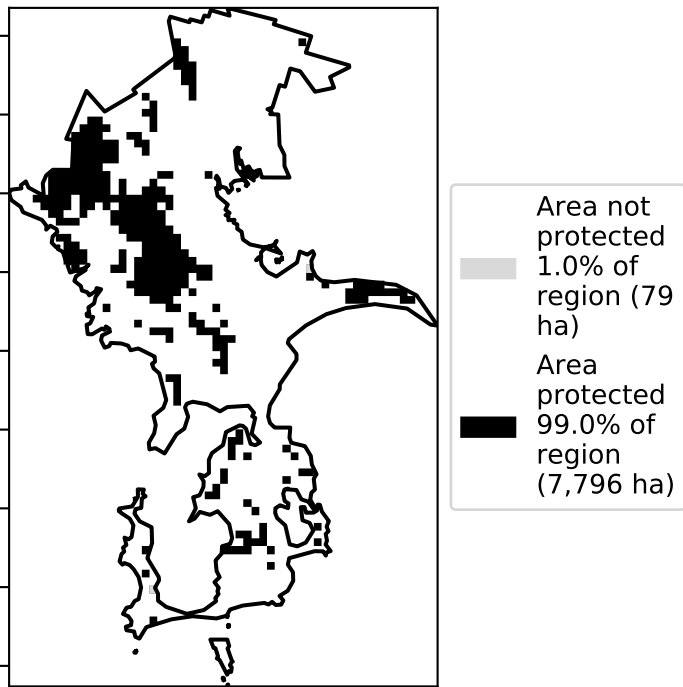 Area not
protected
1.0% of
region (79
ha)
Area
protected
99.0% of
region
(7,796 ha)